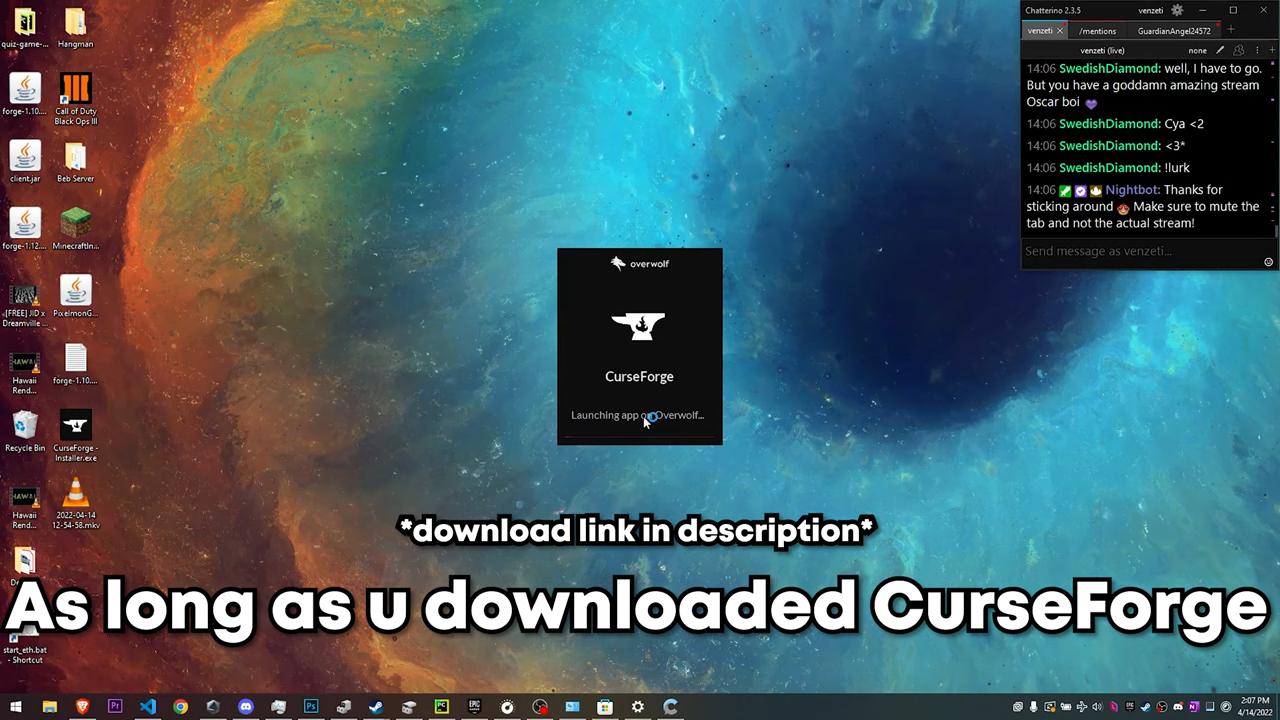 quiz-game-...
Hangman
forge-1.10....
Call of Duty
Black Ops III
client.jar
Beb Server
forge-1.12....
MinecraftIn...
[FREE] JID x
Dreamville ...
PixelmonG...
HAWAII
Hawaii
Rend...
forge-1.10....
Recycle Bin
CurseForge -
Installer.exe
HAWAII
Hawaii
Rend...
2022-04-14
12-54-58.mkv
start_eth.bat
- Shortcut
overwolf
CurseForge
Launching app on Overwolf...
*download link in description*
As long as u downloaded CurseForge
Chatterino 2.3.5
venzeti
venzeti
/mentions
GuardianAngel24572
venzeti (live)
none
14:06 SwedishDiamond: well, I have to go.
But you have a goddamn amazing stream
Oscar boi
14:06 SwedishDiamond: Cya <2
14:06 SwedishDiamond: <3*
14:06 SwedishDiamond: !lurk
14:06 Nightbot: Thanks for
sticking around Make sure to mute the
tab and not the actual stream!
Send message as venzeti...
Pr
Ps
PC
EPIC
2:07 PM
4/14/2022